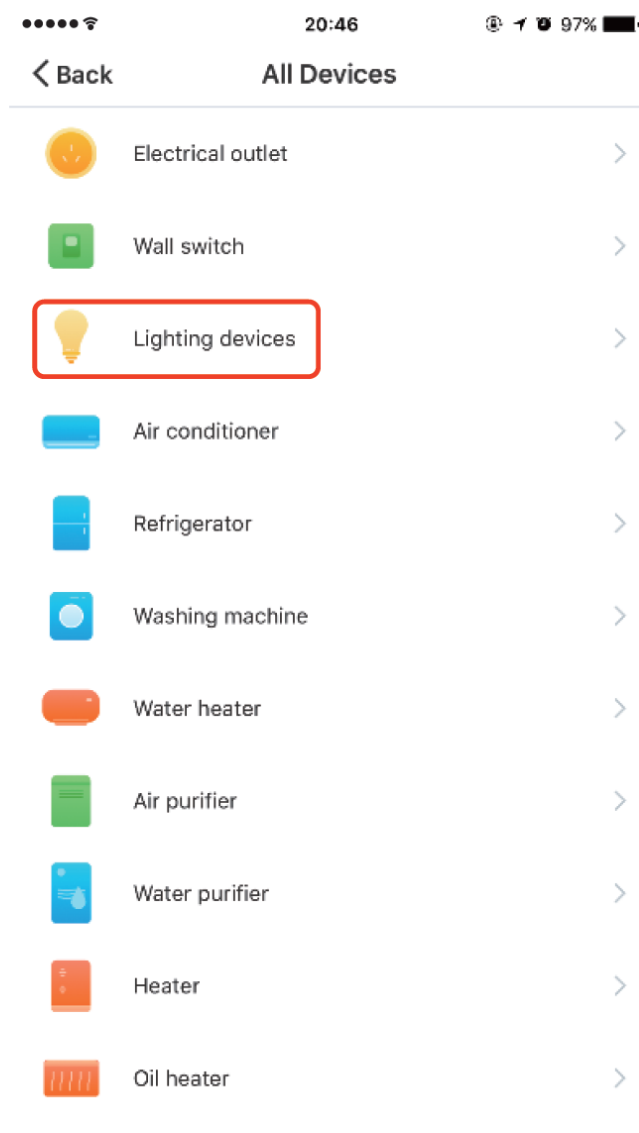 20:46
97%
Back
All Devices
Electrical outlet
Wall switch
Lighting devices
Air conditioner
Refrigerator
Washing machine
Water heater
Air purifier
Water purifier
Heater
Oil heater